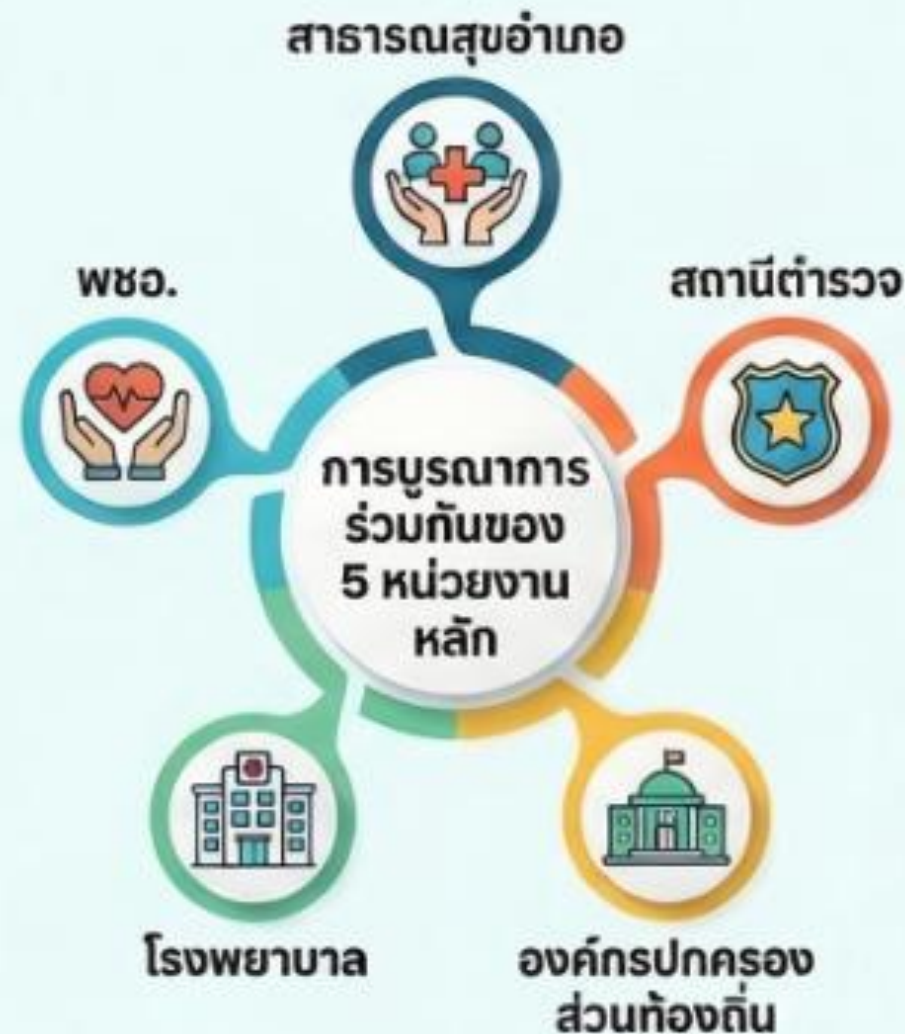 สาธารณสุขอำเภอ
พชอ.
สถานีตำรวจ
การบูรณาการ
ร่วมกันของ
5 หน่วยงาน
หลัก
โรงพยาบาล
องค์กรปกครอง
ส่วนท้องถิ่น